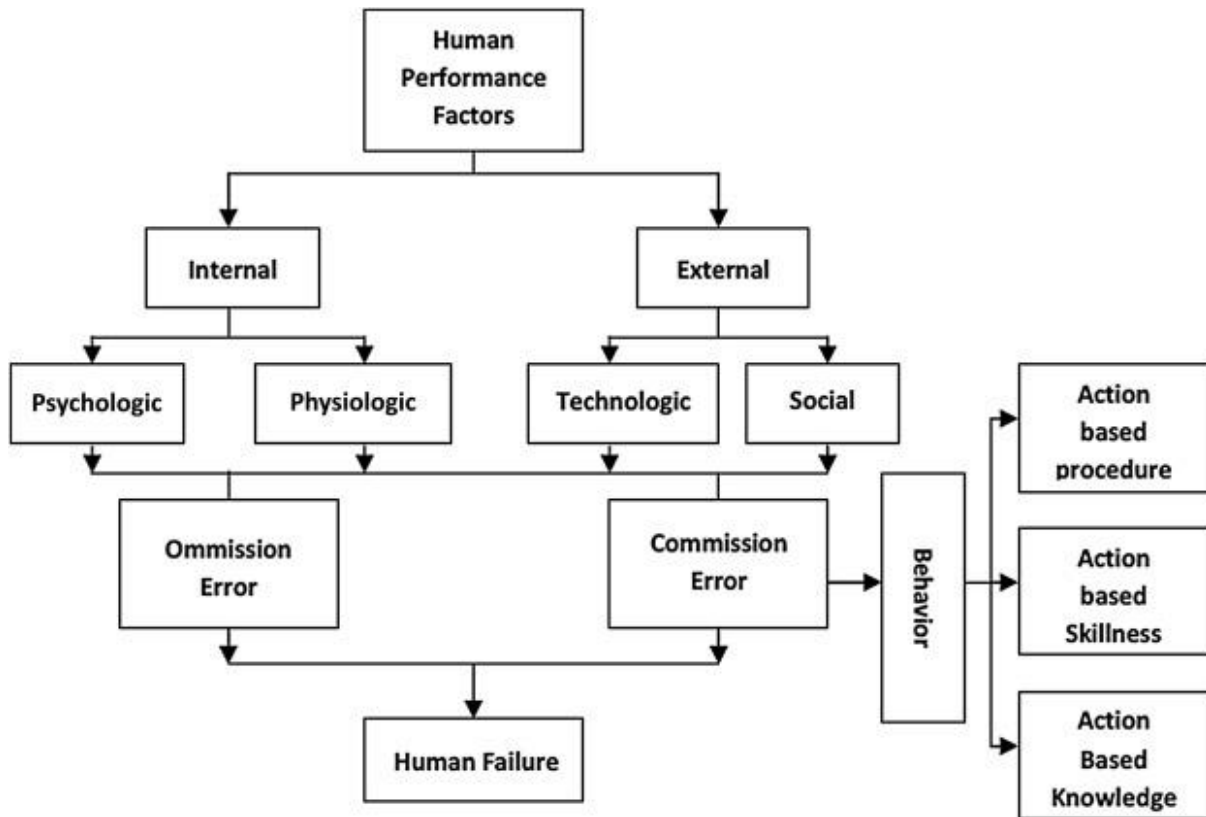 Human
Performance
Factors
Internal
External
Psychologic
Physiologic
Technologic
Social
Ommission
Error
Commission
Error
Behavior
Action
based
procedure
Action
based
Skillness
Action
Based
Knowledge
Human Failure